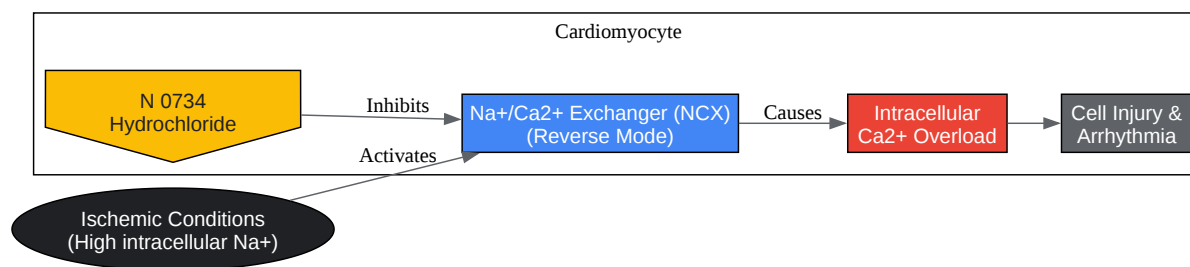 Cardiomyocyte
N 0734
Hydrochloride
Inhibits
Na+/Ca2+ Exchanger (NCX)
(Reverse Mode)
Causes
Intracellular
Ca2+ Overload
Cell Injury &
Arrhythmia
Activates
Ischemic Conditions
(High intracellular Na+)